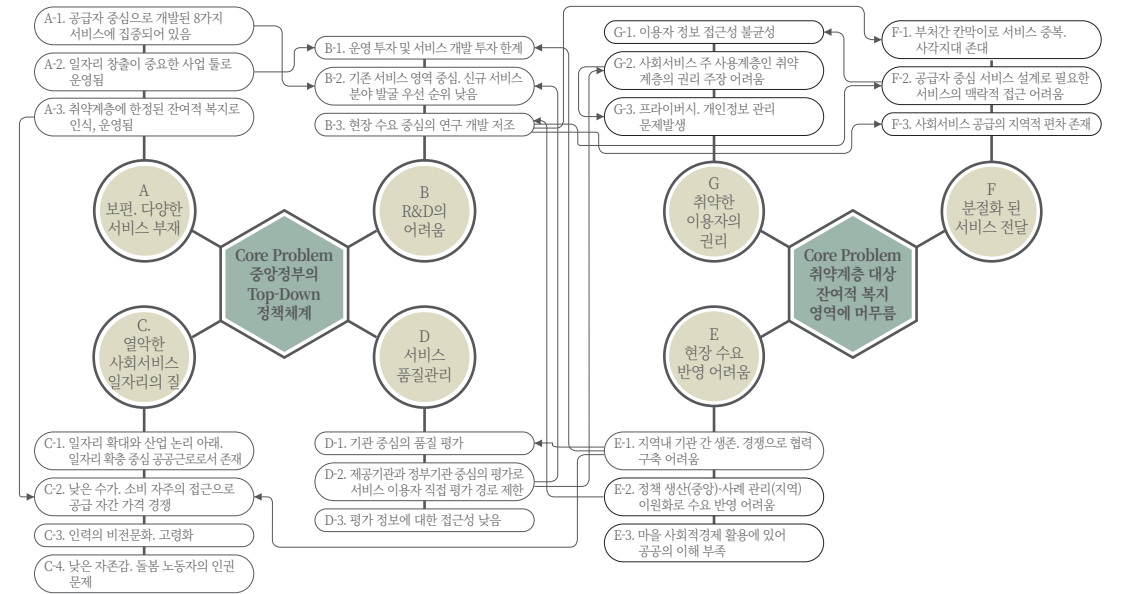 A-1. 공급자 중심으로 개발된 8가지
서비스에 집중되어 있음
A-2. 일자리 창출이 중요한 사업 툴로
운영됨
A-3. 취약계층에 한정된 잔여적 복지로
인식, 운영됨
B-1. 운영 투자 및 서비스 개발 투자 한계
B-2. 기존 서비스 영역 중심, 신규 서비스
분야 발굴 우선 순위 낮음
B-3. 현장 수요 중심의 연구 개발 저조
A
보편. 다양한
서비스 부재
B
R&D의
어려움
Core Problem
중앙정부의
Top-Down
정책체계
C.
열악한
사회서비스
일자리의 질
D
서비스
품질관리
C-1. 일자리 확대와 산업 논리 아래.
일자리 확충 중심 공공근로로서 존재
C-2. 낮은 수가. 소비 자주의 접근으로
공급 자간 가격 경쟁
C-3. 인력의 비전문화. 고령화
C-4. 낮은 자존감. 돌봄 노동자의 인권
문제
D-1. 기관 중심의 품질 평가
D-2. 제공기관과 정부기관 중심의 평가로
서비스 이용자 직접 평가 경로 제한
D-3. 평가 정보에 대한 접근성 낮음
G-1. 이용자 정보 접근성 불균성
G-2. 사회서비스 주 사용계층인 취약
계층의 권리 주장 어려움
G-3. 프라이버시. 개인정보 관리
문제발생
F-1. 부처간 칸막이로 서비스 중복.
사각지대 존대
F-2. 공급자 중심 서비스 설계로 필요한
서비스의 맥락적 접근 어려움
F-3. 사회서비스 공급의 지역적 편차 존재
G
취약한
이용자의
권리
F
분절화 된
서비스 전달
Core Problem
취약계층 대상
잔여적 복지
영역에 머무름
E
현장 수요
반영 어려움
E-1. 지역내 기관 간 생존. 경쟁으로 협력
구축 어려움
E-2. 정책 생산(중앙)-사례 관리(지역)
이원화로 수요 반영 어려움
E-3. 마을 사회적경제 활용에 있어
공공의 이해 부족